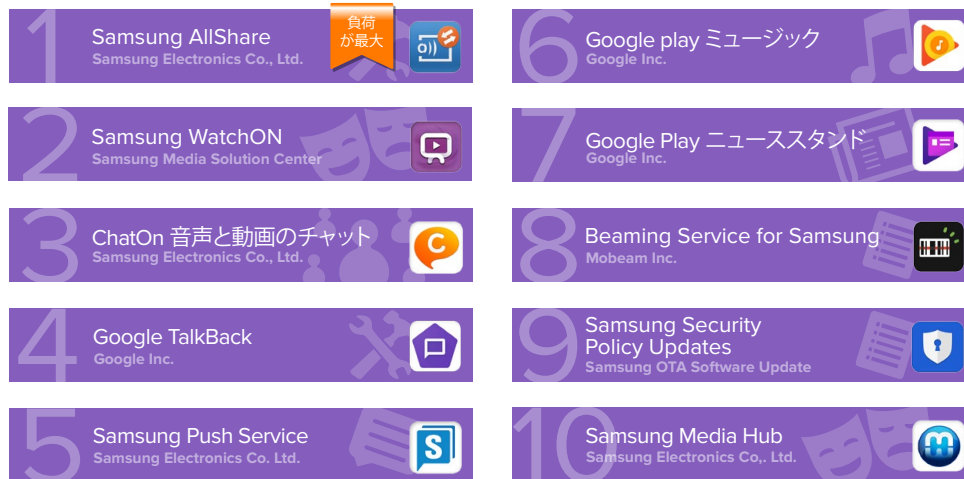 1
Samsung AllShare
Samsung Electronics Co., Ltd.
負荷
が最大
2
Samsung WatchON
Samsung Media Solution Center
3
ChatOn 音声と動画のチャット
Samsung Electronics Co., Ltd.
C
4
Google TalkBack
Google Inc.
5
Samsung Push Service
Samsung Electronics Co. Ltd.
S
6
Google play ミュージック
Google Inc.
7
Google Play ニューススタンド
Google Inc.
8
Beaming Service for Samsung
Mobeam Inc.
9
Samsung Security
Policy Updates
Samsung OTA Software Update
10
Samsung Media Hub
Samsung Electronics Co,. Ltd.